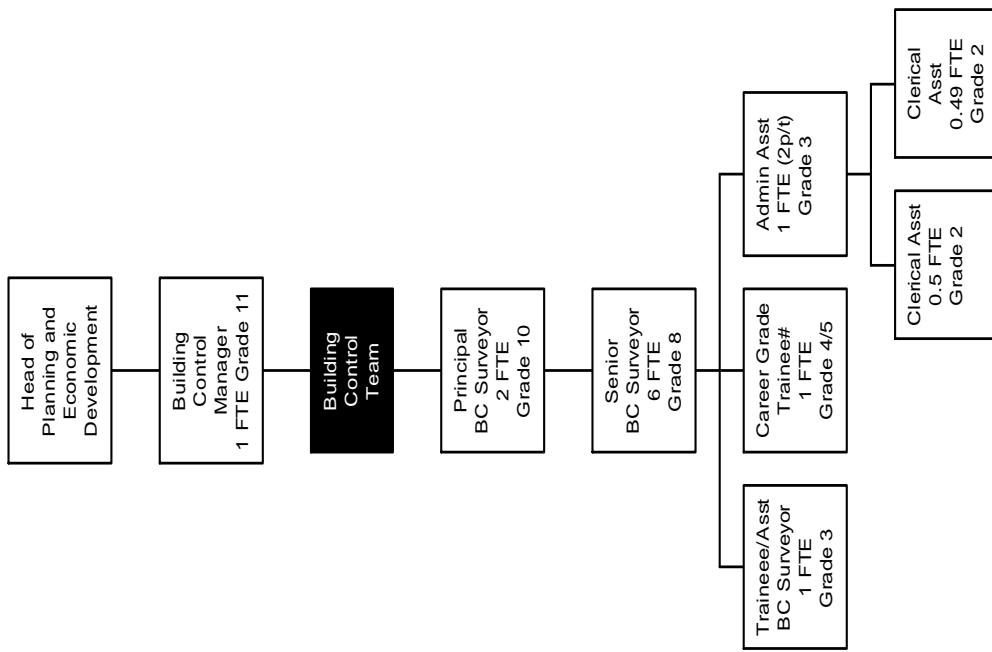 Head of
Planning and
Economic
Development
Building
Control
Manager
1 FTE Grade 11
Building
Control
Team
Principal
BC Surveyor
2 FTE
Grade 10
Senior
BC Surveyor
6 FTE
Grade 8
Traineee/Asst
BC Surveyor
1 FTE
Grade 3
Career Grade
Trainee#
1 FTE
Grade 4/5
Admin Asst
1 FTE (2p/t)
Grade 3
Clerical Asst
0.5 FTE
Grade 2
Clerical
Asst
0.49 FTE
Grade 2